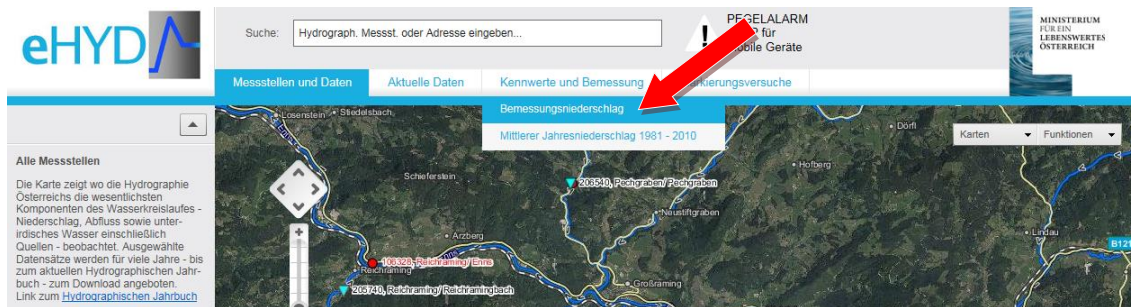 eHYD
Suche:
Hydrograph. Messst. oder Adresse eingeben...
!
PEGELALARM
für
mobile Geräte
MINISTERIUM
FÜR EIN
LEBENSWERTES
ÖSTERREICH
Messstellen und Daten
Aktuelle Daten
Kennwerte und Bemessung
Bemessungsniederschlag
Mittlerer Jahresniederschlag 1981 - 2010
Karten
Funktionen
Alle Messstellen
Die Karte zeigt wo die Hydrographie
Österreichs die wesentlichsten
Komponenten des Wasserkreislaufes -
Niederschlag, Abfluss sowie unter-
irdisches Wasser einschließlich
Quellen - beobachtet. Ausgewählte
Datensätze werden für viele Jahre - bis
zum aktuellen Hydrographischen Jahr-
buch - zum Download angeboten.
Link zum Hydrographischen Jahrbuch
Losenstein
Stiedelsbach
Enns
Schieferstein
Dörfl
Hofberg
206540, Pechgraben/Pechgraben
Neustiftgraben
Arzberg
Lindau
B121
106328, Reichraming/Enns
Reichraming
205740, Reichraming/Reichramingbach
Großraming